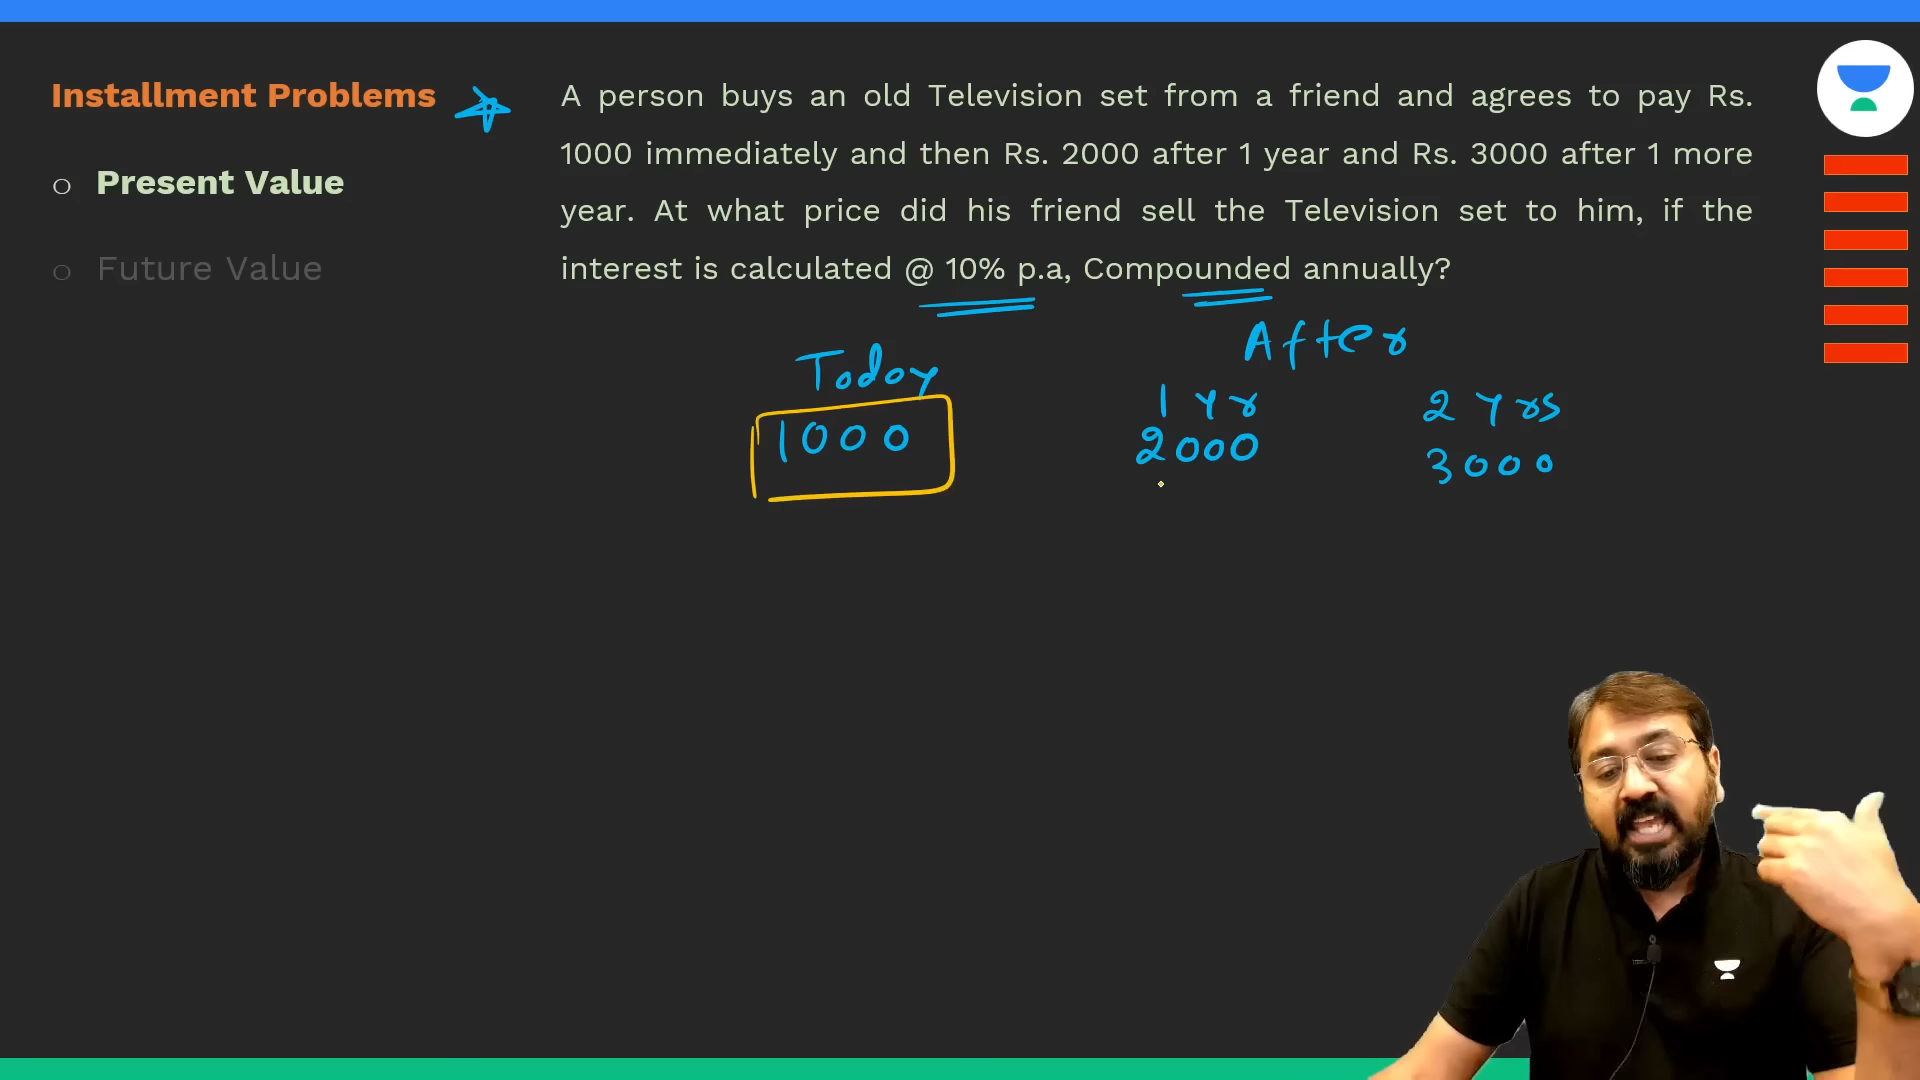 Installment Problems
Present Value
Future Value
A person buys an old Television set from a friend and agrees to pay Rs.
1000 immediately and then Rs. 2000 after 1 year and Rs. 3000 after 1 more
year. At what price did his friend sell the Television set to him, if the
interest is calculated @ 10% p.a, Compounded annually?
Today
1000
After
1 yr
2 yrs
2000
3000